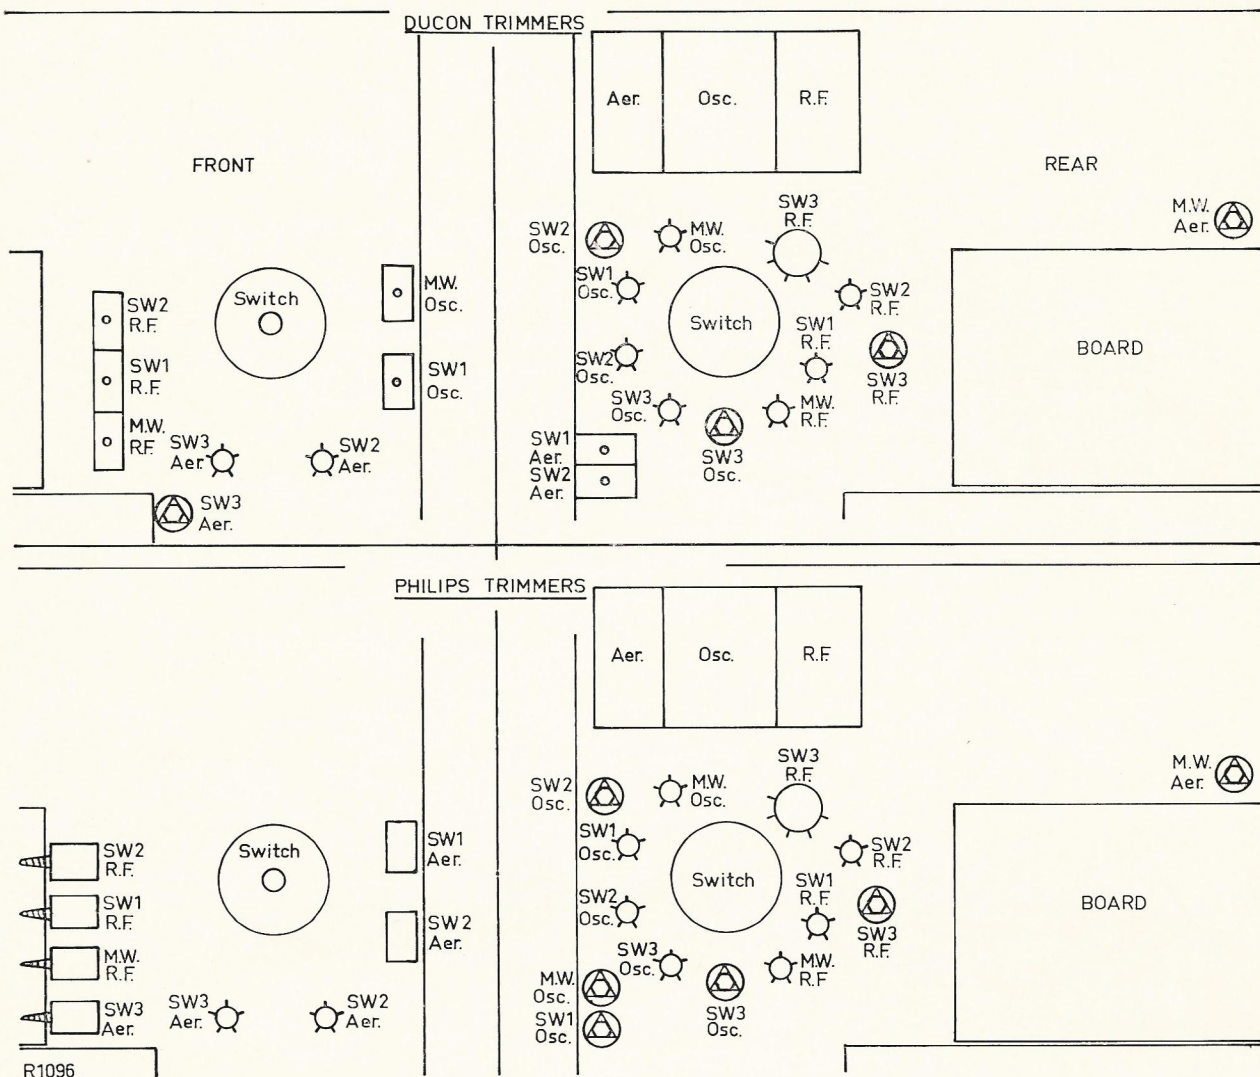 DUCON TRIMMERS
Aer.
Osc.
R.F.
FRONT
REAR
SW3
R.F.
M.W.
Aer.
SW2
Osc.
M.W.
Osc.
SW1
Osc.
SW2
R.F.
M.W.
Osc.
Switch
SW2
R.F.
Switch
SW1
R.F.
BOARD
SW1
R.F.
SW1
Osc.
SW2
Osc.
SW3
R.F.
SW3
Osc.
M.W.
R.F.
M.W.
R.F.
SW3
Aer.
SW2
Aer.
SW1
Aer.
SW2
Aer.
SW3
Osc.
SW3
Aer.
PHILIPS TRIMMERS
Aer.
Osc.
R.F.
SW3
R.F.
M.W.
Aer.
SW2
Osc.
M.W.
Osc.
SW2
R.F.
Switch
SW1
Aer.
SW1
Osc.
SW2
R.F.
Switch
SW1
R.F.
BOARD
SW1
R.F.
SW2
Aer.
SW2
Osc.
SW3
R.F.
M.W.
R.F.
SW3
Osc.
M.W.
R.F
SW3
Aer.
SW3
Aer.
SW2
Aer.
M.W.
Osc.
SW1
Osc.
SW3
Osc.
R1096